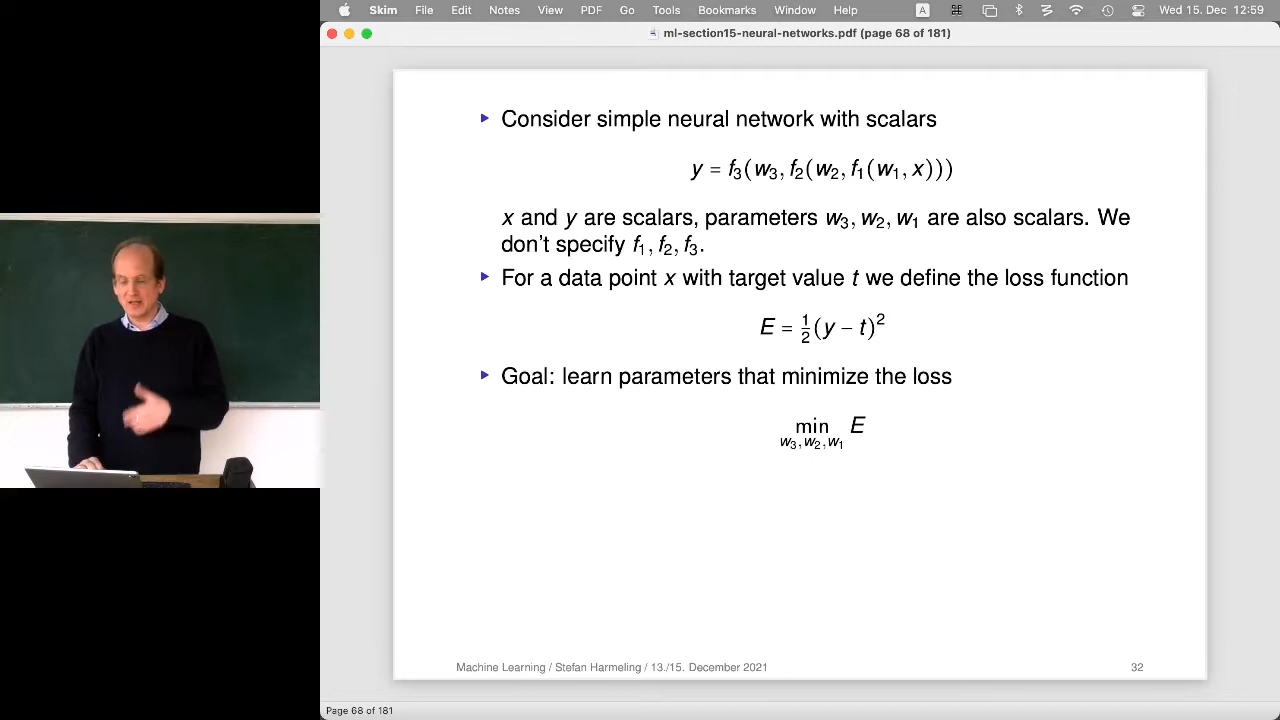 Skim File Edit Notes View PDF Go Tools Bookmarks Window Help A Wed 15. Dec 12:59
ml-section15-neural-networks.pdf (page 68 of 181)
▸ Consider simple neural network with scalars
y = f₃(w₃, f₂(w₂, f₁(w₁, x)))
x and y are scalars, parameters w₃, w₂, w₁ are also scalars. We
don't specify f₁, f₂, f₃.
▸ For a data point x with target value t we define the loss function
E = ½(y − t)²
▸ Goal: learn parameters that minimize the loss
min E
w₃,w₂,w₁
Machine Learning / Stefan Harmeling / 13./15. December 2021 32
Page 68 of 181